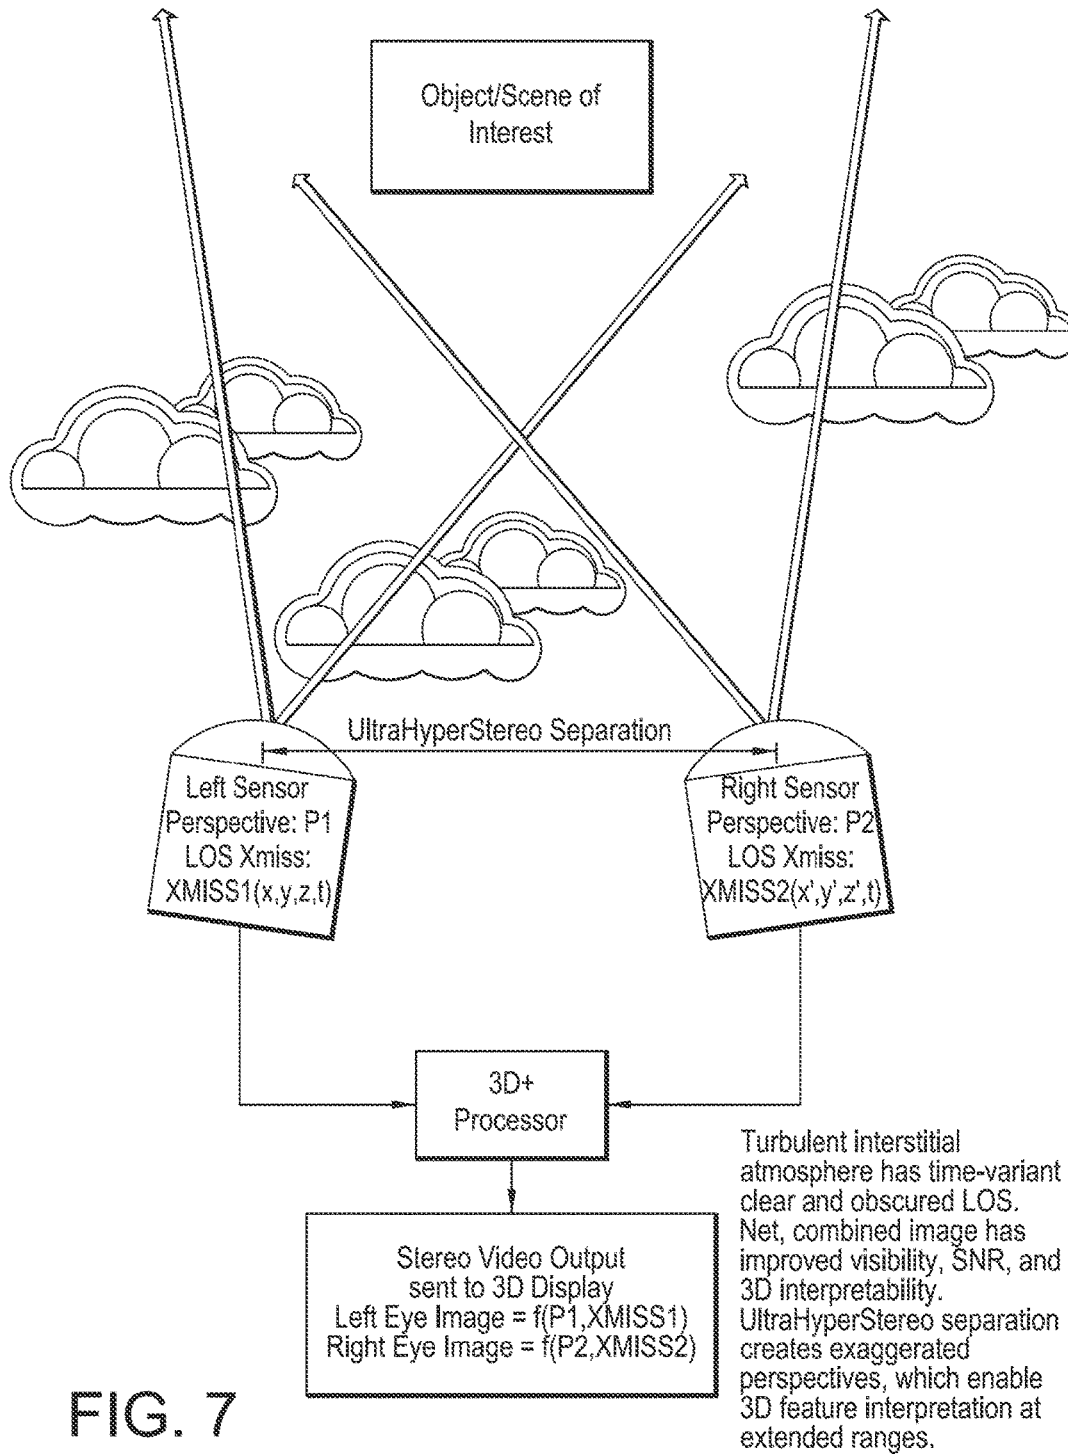 Object/Scene of
Interest
UltraHyperStereo Separation
Left Sensor
Perspective: P1
LOS Xmiss:
XMISS1(x,y,z,t)
Right Sensor
Perspective: P2
LOS Xmiss:
XMISS2(x',y',z',t)
3D+
Processor
Stereo Video Output
sent to 3D Display
Left Eye Image = f(P1,XMISS1)
Right Eye Image = f(P2,XMISS2)
Turbulent interstitial
atmosphere has time-variant
clear and obscured LOS.
Net, combined image has
improved visibility, SNR, and
3D interpretability.
UltraHyperStereo separation
creates exaggerated
perspectives, which enable
3D feature interpretation at
extended ranges.
FIG. 7